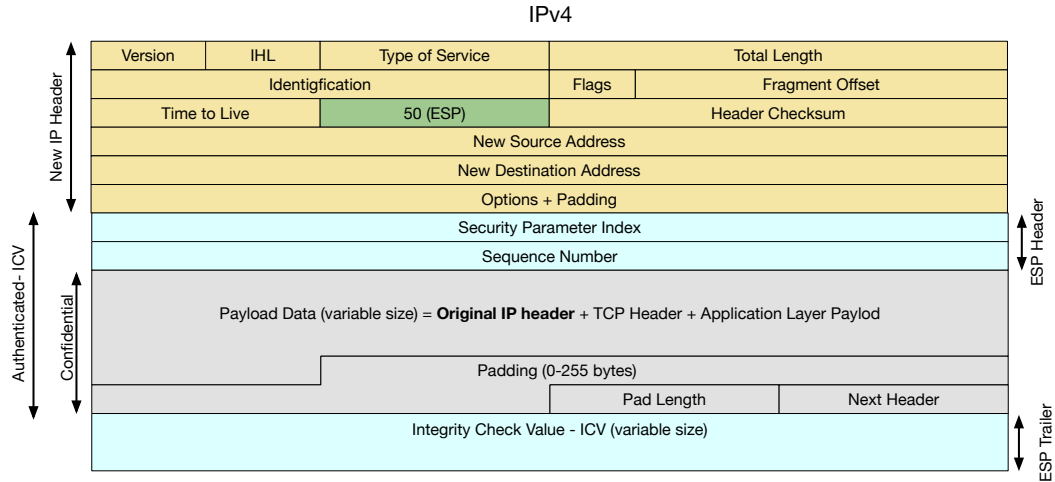 IPv4
Version IHL Type of Service Total Length
Identigfication Flags Fragment Offset
Time to Live 50 (ESP) Header Checksum
New Source Address
New Destination Address
Options + Padding
New IP Header
Security Parameter Index
Sequence Number
ESP Header
Payload Data (variable size) = Original IP header + TCP Header + Application Layer Paylod
Padding (0-255 bytes)
Pad Length Next Header
Confidential
Authenticated- ICV
Integrity Check Value - ICV (variable size)
ESP Trailer